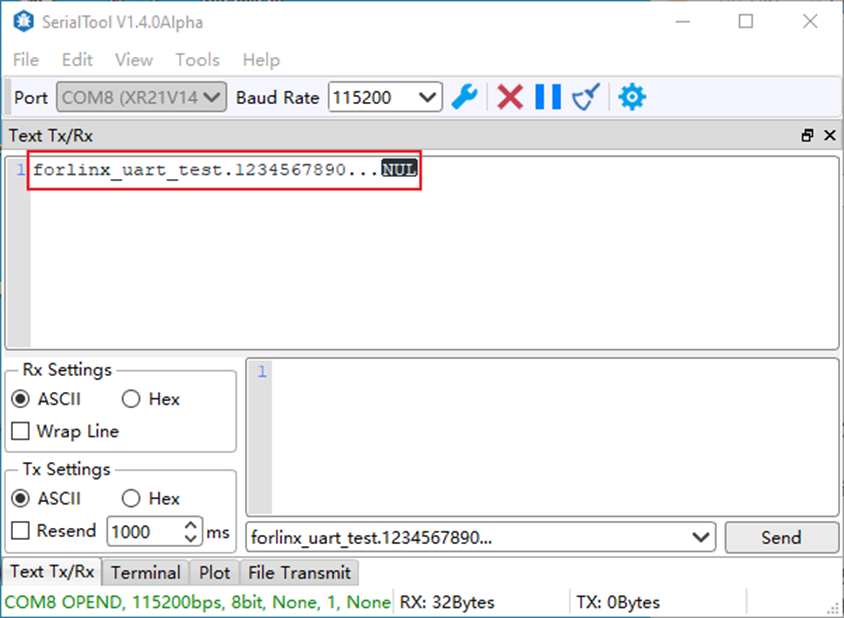 SerialTool V1.4.0Alpha
File Edit View Tools Help
Port COM8 (XR21V14 Baud Rate 115200
Text Tx/Rx
1 forlinx_uart_test.1234567890...NUL
Rx Settings
ASCII Hex
Wrap Line
1
Tx Settings
ASCII Hex
Resend 1000 ms
forlinx_uart_test.1234567890... Send
Text Tx/Rx Terminal Plot File Transmit
COM8 OPEND, 115200bps, 8bit, None, 1, None RX: 32Bytes TX: 0Bytes